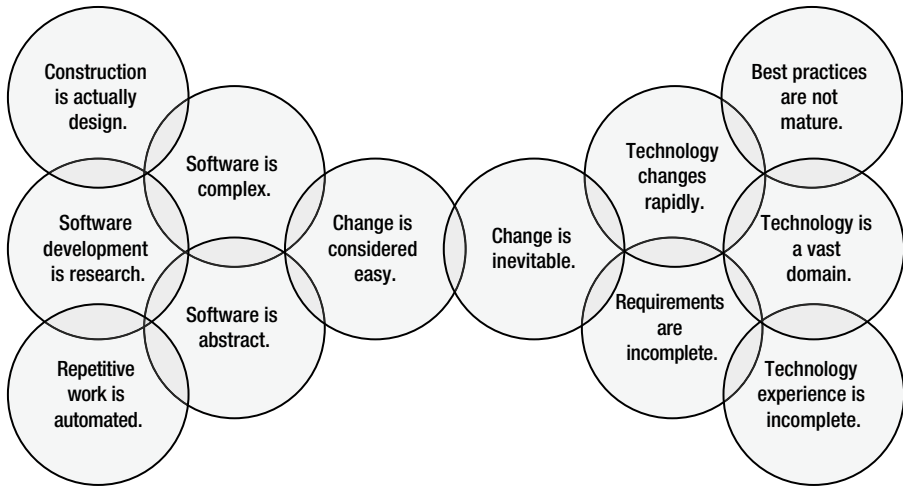 Construction
is actually
design.
Software is
complex.
Software
development
is research.
Software is
abstract.
Repetitive
work is
automated.
Change is
considered
easy.
Change is
inevitable.
Technology
changes
rapidly.
Requirements
are
incomplete.
Best practices
are not
mature.
Technology is
a vast
domain.
Technology
experience is
incomplete.